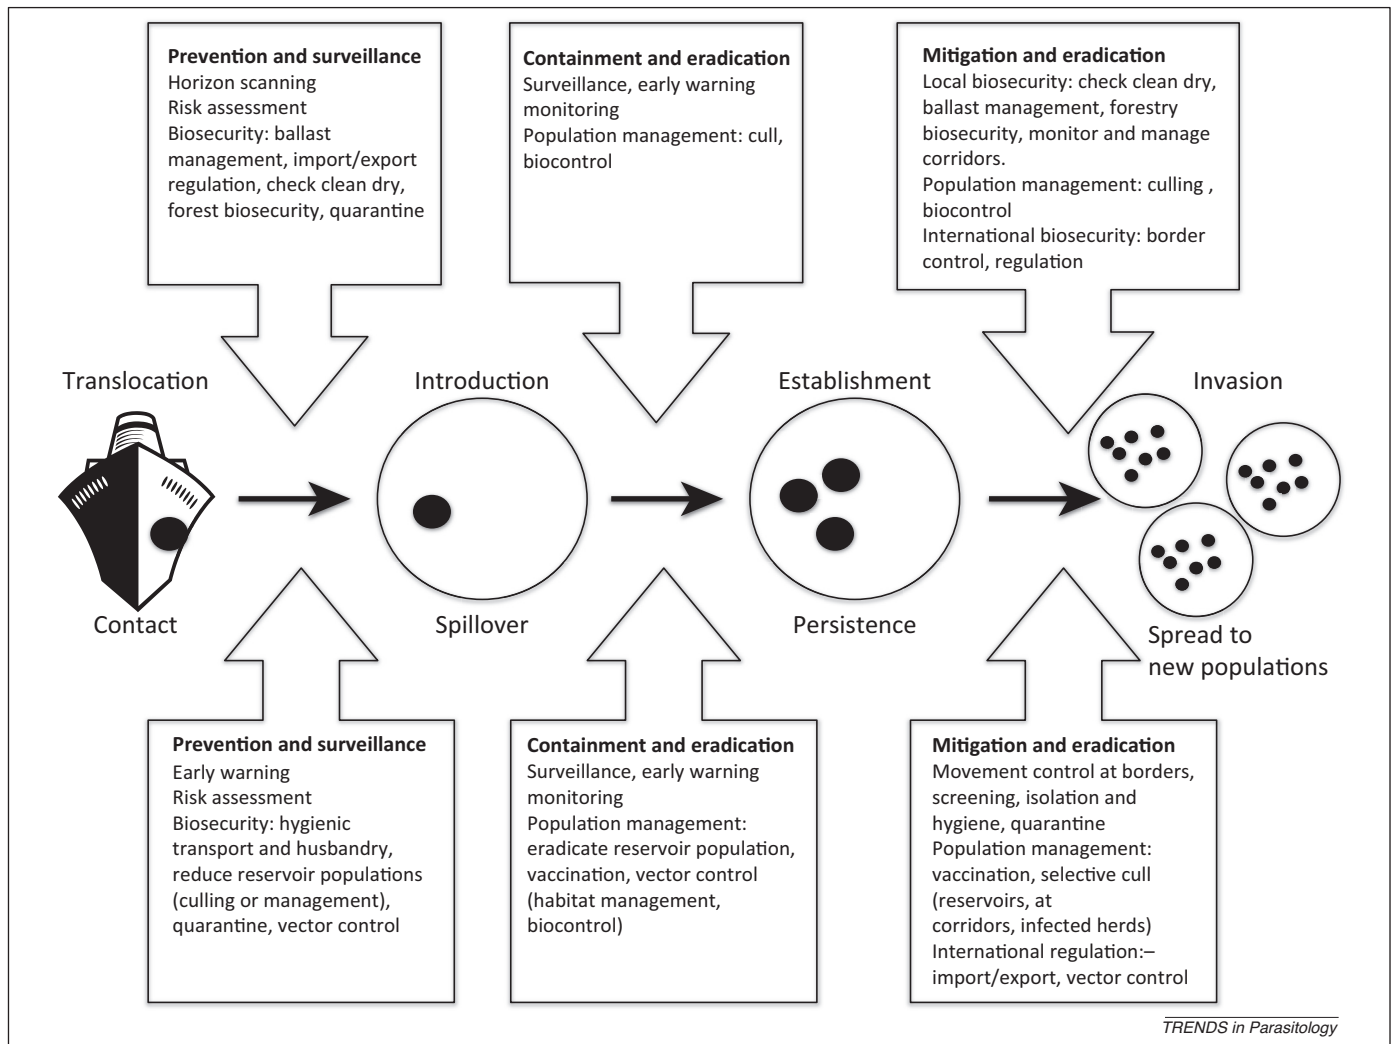 Prevention and surveillance
Horizon scanning
Risk assessment
Biosecurity: ballast
management, import/export
regulation, check clean dry,
forest biosecurity, quarantine
Containment and eradication
Surveillance, early warning
monitoring
Population management: cull,
biocontrol
Mitigation and eradication
Local biosecurity: check clean dry,
ballast management, forestry
biosecurity, monitor and manage
corridors.
Population management: culling ,
biocontrol
International biosecurity: border
control, regulation
Translocation
Introduction
Establishment
Invasion
Contact
Spillover
Persistence
Spread to
new populations
Prevention and surveillance
Early warning
Risk assessment
Biosecurity: hygienic
transport and husbandry,
reduce reservoir populations
(culling or management),
quarantine, vector control
Containment and eradication
Surveillance, early warning
monitoring
Population management:
eradicate reservoir population,
vaccination, vector control
(habitat management,
biocontrol)
Mitigation and eradication
Movement control at borders,
screening, isolation and
hygiene, quarantine
Population management:
vaccination, selective cull
(reservoirs, at
corridors, infected herds)
International regulation:–
import/export, vector control
TRENDS in Parasitology